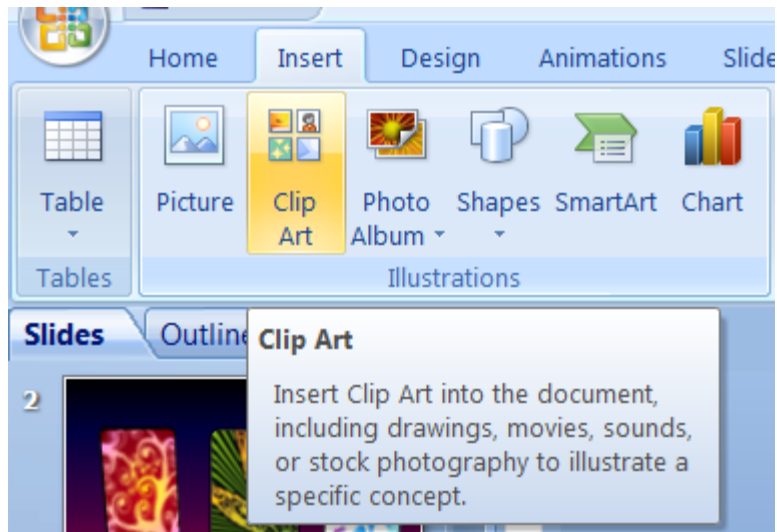 Home Insert Design Animations Slide
Table Picture Clip Art Photo Album Shapes SmartArt Chart
Tables Illustrations
Slides Outline
Clip Art
2
Insert Clip Art into the document,
including drawings, movies, sounds,
or stock photography to illustrate a
specific concept.